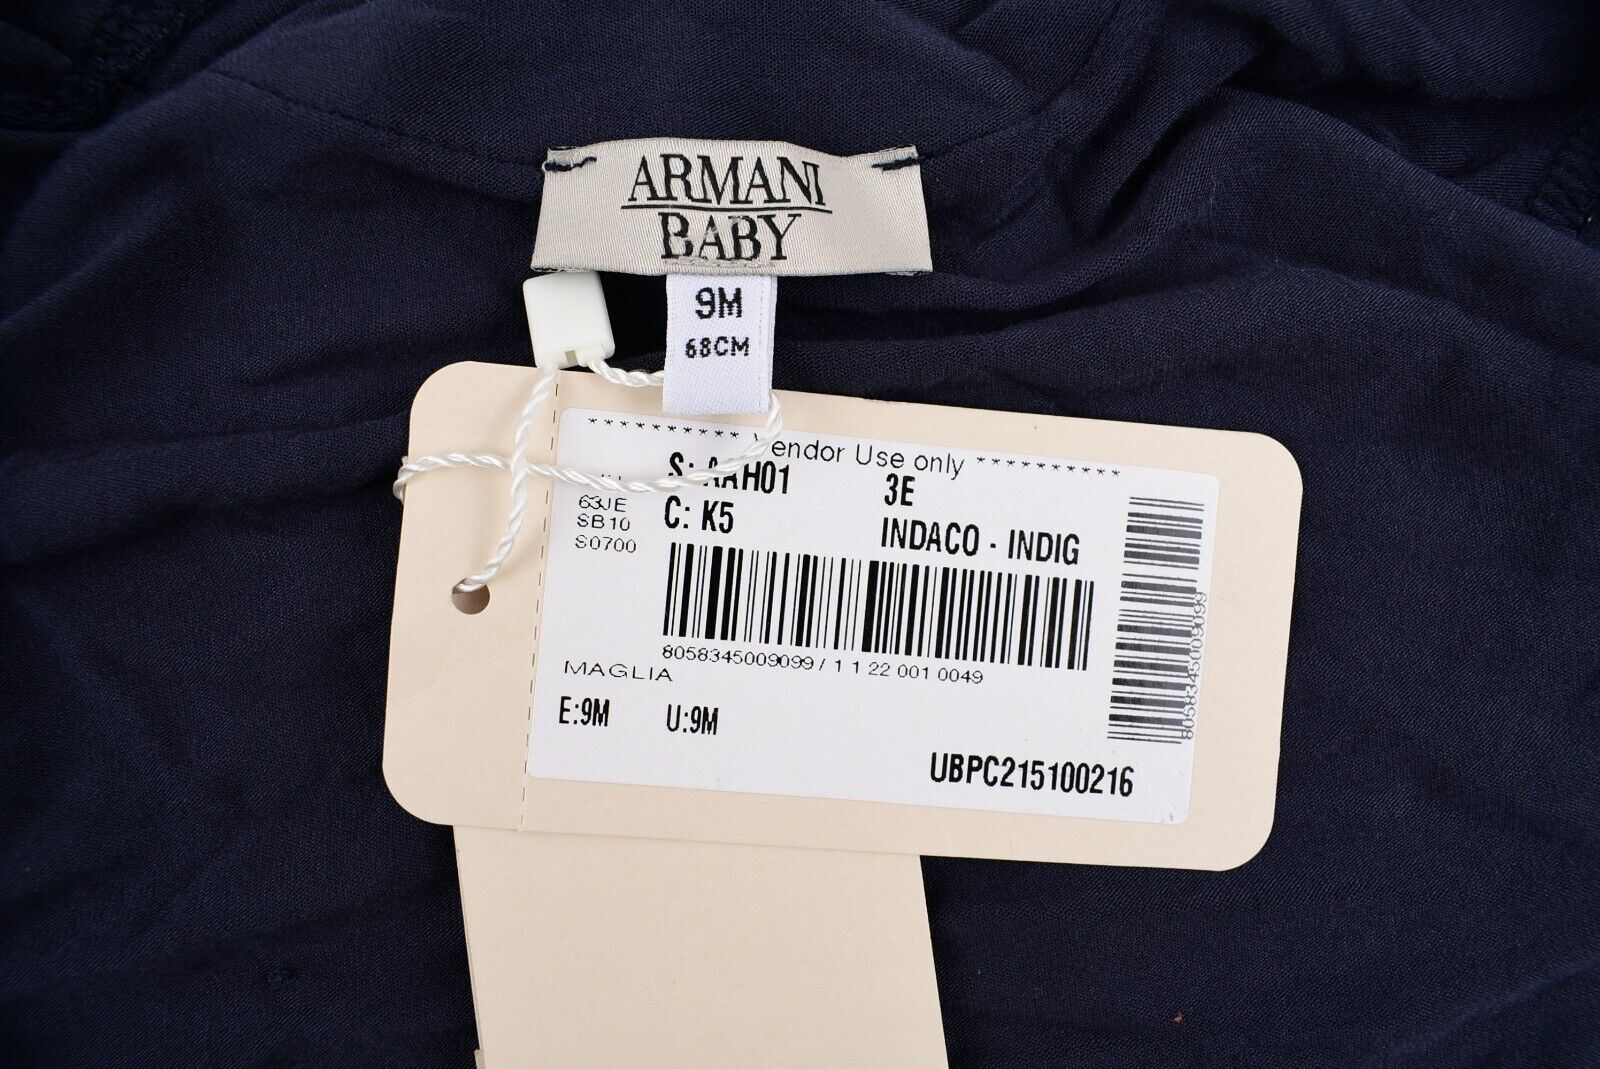 ARMANI
BABY
9M
68CM
********** Vendor Use only **********
S: AAH01 3E
63JE
SB10
S0700
C: K5 INDACO - INDIG
8058345009099 / 1 1 22 001 0049
8058345009099
MAGLIA
E:9M U:9M
UBPC215100216